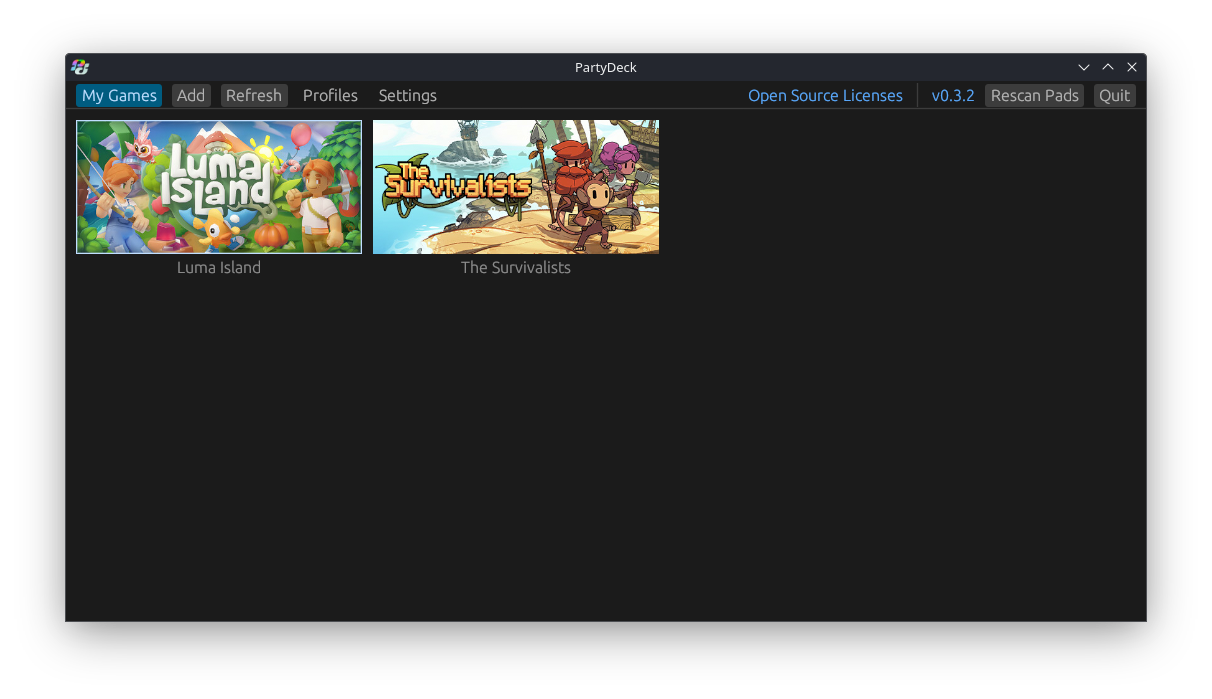 PartyDeck
My Games Add Refresh Profiles Settings Open Source Licenses v0.3.2 Rescan Pads Quit
Luma
Island
The
Survivalists
Luma Island The Survivalists